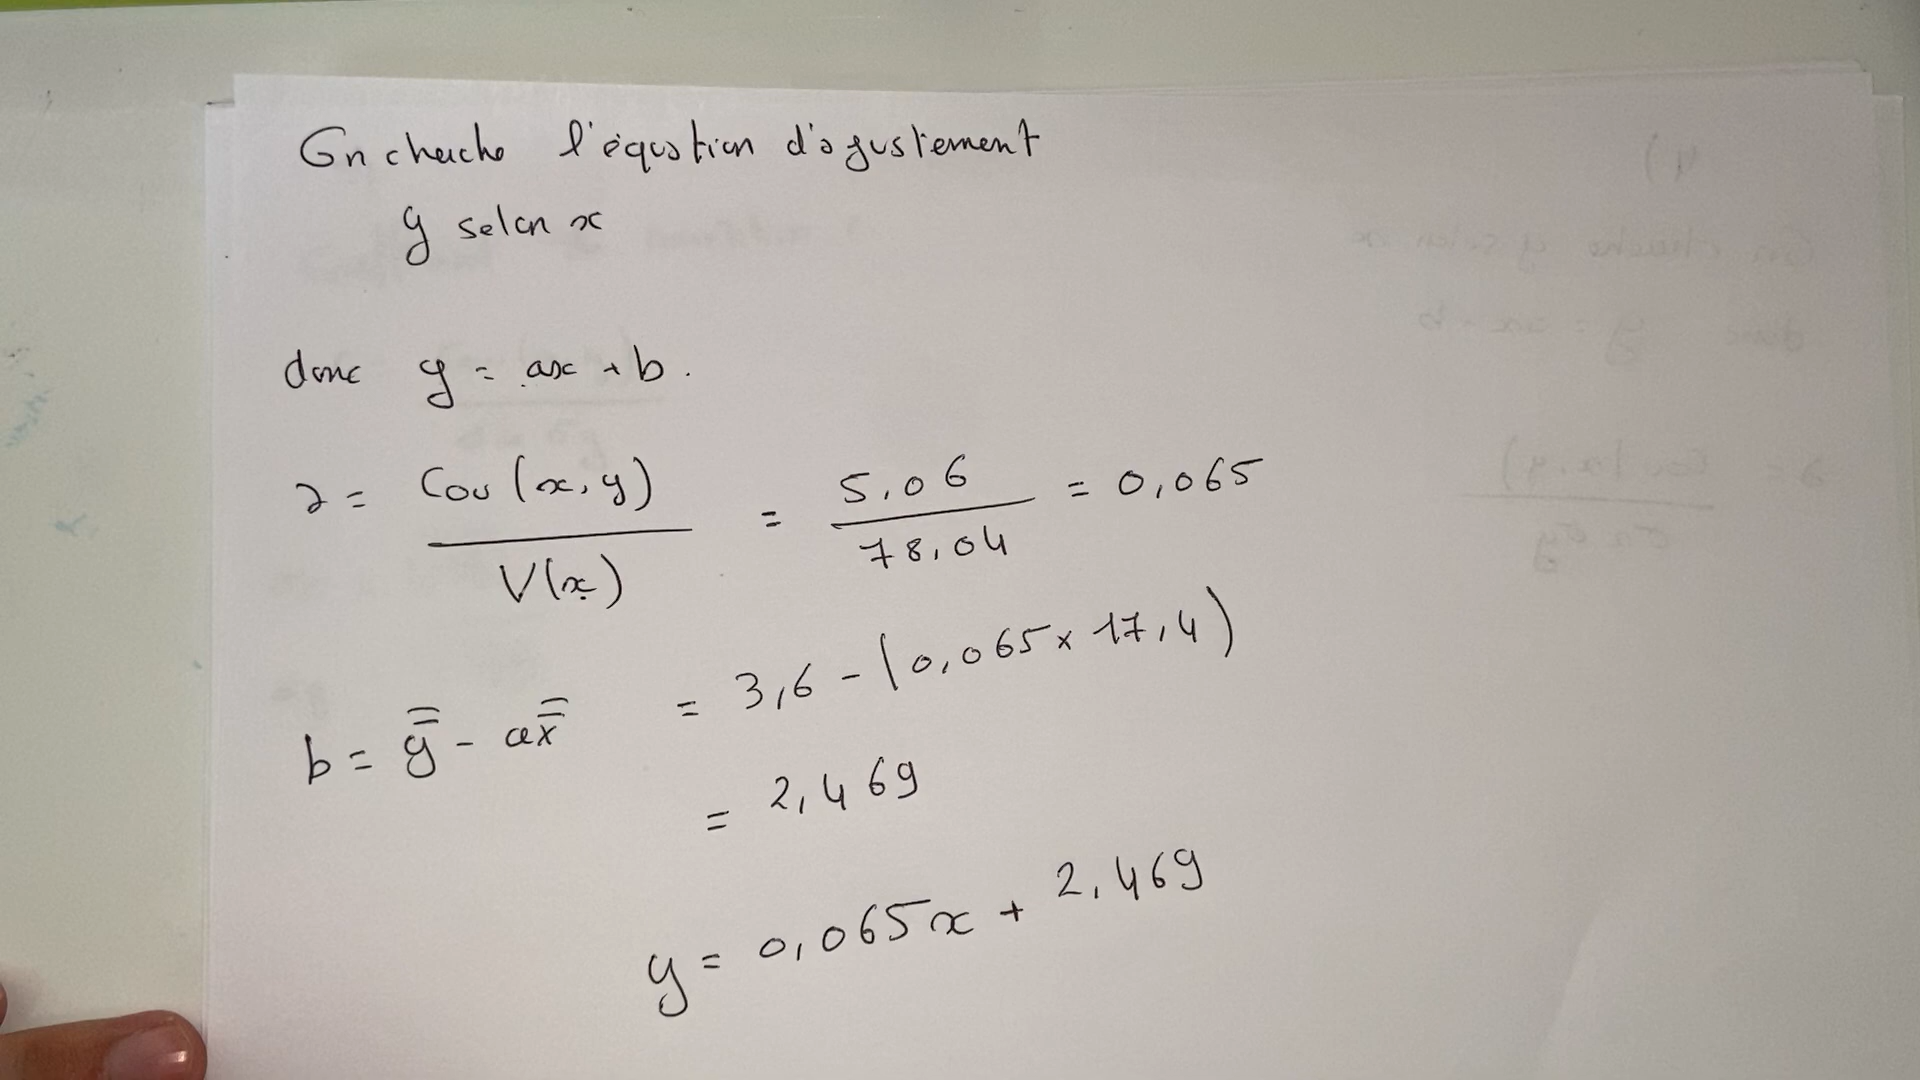 On cherche l'équation d'ajustement
y selon x
donc y = ax + b.
a = Cov (x, y) / V(x) = 5,06 / 78,04 = 0,065
b = y̿ - ax̿ = 3,6 - (0,065 x 17,4)
= 2,469
y = 0,065x + 2,469